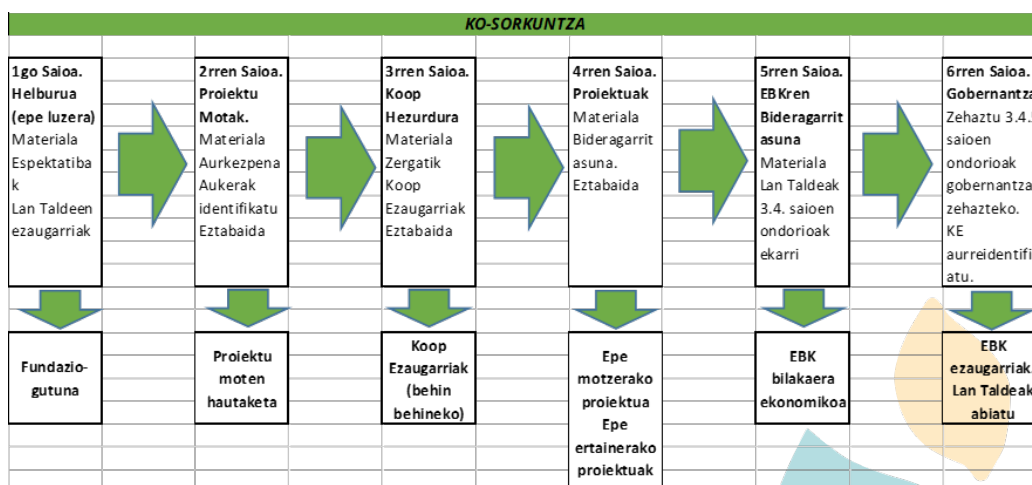 KO-SORKUNTZA
1go Saioa.
Helburua
(epe luzera)
Materiala
Espektatiba
k
Lan Taldeen
ezaugarriak
2rren Saioa.
Proiektu
Motak.
Materiala
Aurkezpena
Aukerak
identifikatu
Eztabaida
3rren Saioa.
Koop
Hezurdura
Materiala
Zergatik
Koop
Ezaugarriak
Eztabaida
4rren Saioa.
Proiektuak
Materiala
Bideragarrit
asuna.
Eztabaida
5rren Saioa.
EBKren
Bideragarrit
asuna
Materiala
Lan Taldeak
3.4. saioen
ondorioak
ekarri
6rren Saioa.
Gobernantza
Zehaztu 3.4.
saioen
ondorioak
gobernantza
zehazteko.
KE
aurreidentifi
atu.
Fundazio-
gutuna
Proiektu
moten
hautaketa
Koop
Ezaugarriak
(behin
behineko)
Epe
motzerako
proiektua
Epe
ertainerako
proiektuak
EBK
bilakaera
ekonomikoa
EBK
ezaugarriak.
Lan Taldeak
abiatu